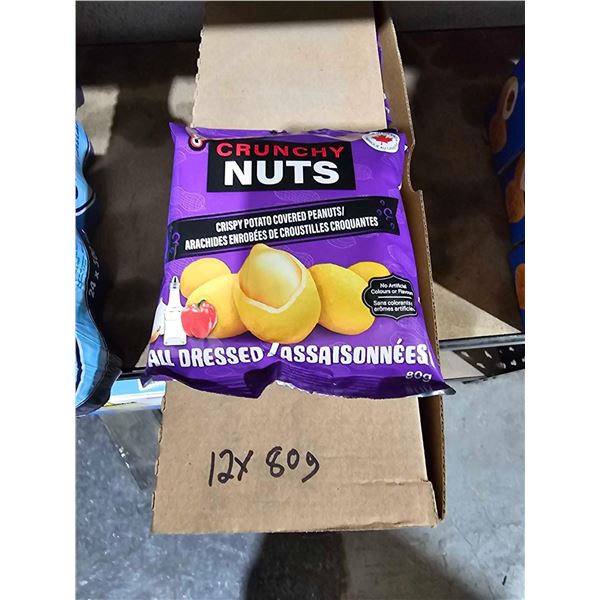 CRUNCHY
NUTS
CRISPY POTATO COVERED PEANUTS/
ARACHIDES ENROBÉES DE CROUSTILLES CROQUANTES
No Artificial
Colours or Flavours
Sans colorants
arômes artificiels
ALL DRESSED/ASSAISONNÉES
80g
12X 80g
24 x